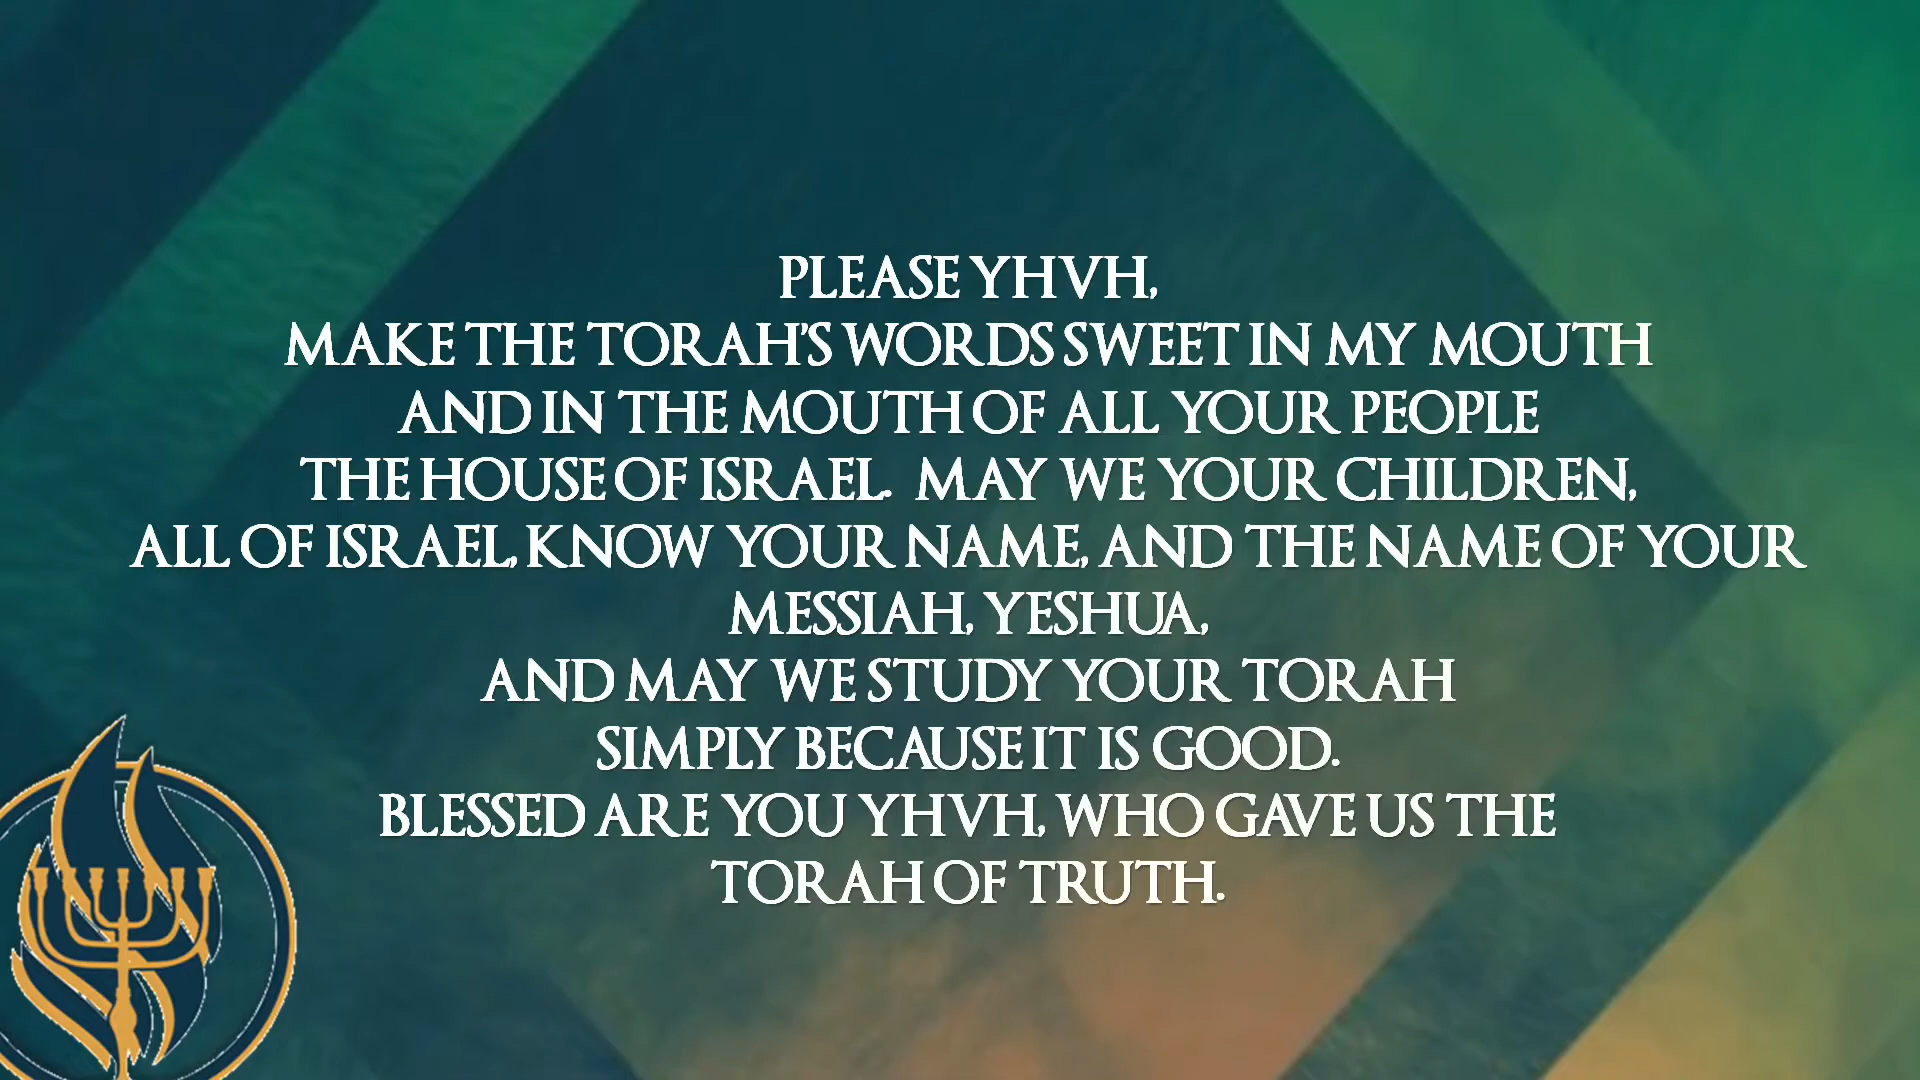 PLEASE YHVH,
MAKE THE TORAH'S WORDS SWEET IN MY MOUTH
AND IN THE MOUTH OF ALL YOUR PEOPLE
THE HOUSE OF ISRAEL. MAY WE YOUR CHILDREN,
ALL OF ISRAEL, KNOW YOUR NAME, AND THE NAME OF YOUR
MESSIAH, YESHUA,
AND MAY WE STUDY YOUR TORAH
SIMPLY BECAUSE IT IS GOOD.
BLESSED ARE YOU YHVH, WHO GAVE US THE
TORAH OF TRUTH.